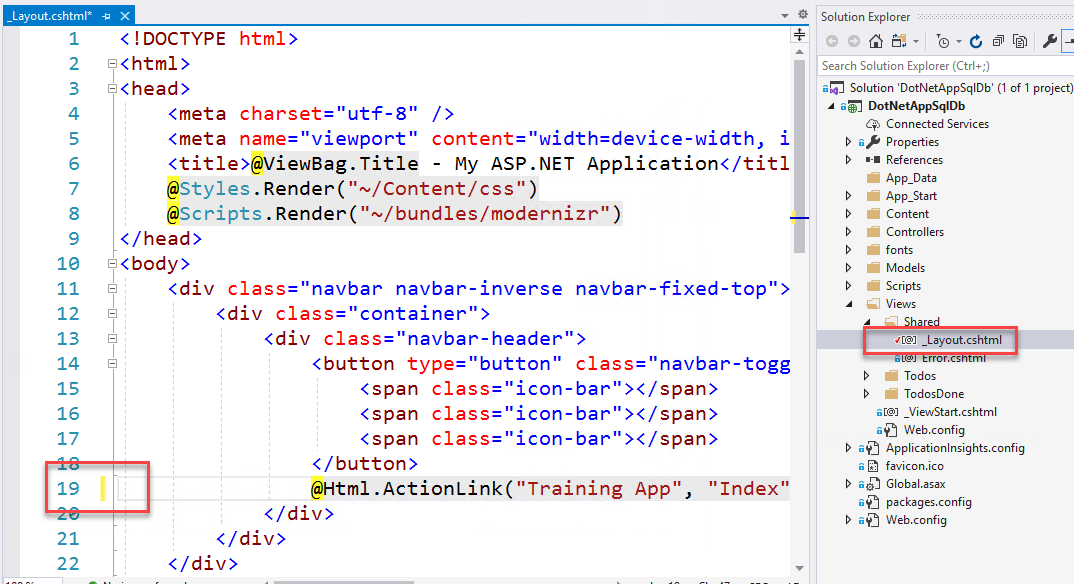 _Layout.cshtml*
1 <!DOCTYPE html>
2 <html>
3 <head>
4 <meta charset="utf-8" />
5 <meta name="viewport" content="width=device-width, i
6 <title>@ViewBag.Title - My ASP.NET Application</titl
7 @Styles.Render("~/Content/css")
8 @Scripts.Render("~/bundles/modernizr")
9 </head>
10 <body>
11 <div class="navbar navbar-inverse navbar-fixed-top">
12 <div class="container">
13 <div class="navbar-header">
14 <button type="button" class="navbar-togg
15 <span class="icon-bar"></span>
16 <span class="icon-bar"></span>
17 <span class="icon-bar"></span>
18 </button>
19 @Html.ActionLink("Training App", "Index"
20 </div>
21 </div>
22 </div>
Solution Explorer
Search Solution Explorer (Ctrl+;)
Solution 'DotNetAppSqlDb' (1 of 1 project)
DotNetAppSqlDb
Connected Services
Properties
References
App_Data
App_Start
Content
Controllers
fonts
Models
Scripts
Views
Shared
_Layout.cshtml
Error.cshtml
Todos
TodosDone
_ViewStart.cshtml
Web.config
ApplicationInsights.config
favicon.ico
Global.asax
packages.config
Web.config